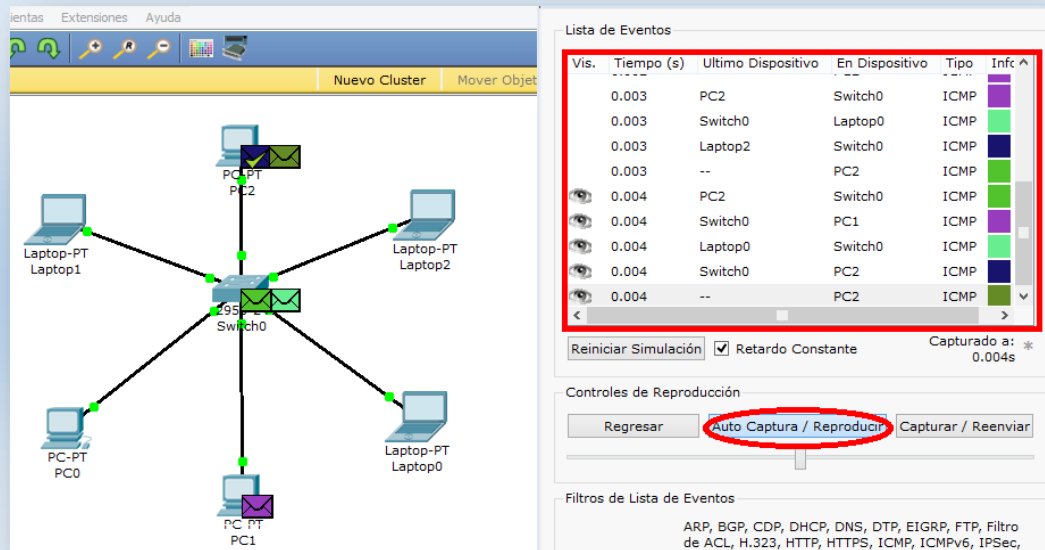 ientas Extensiones Ayuda
Nuevo Cluster Mover Objet
PC-PT
PC2
Laptop-PT
Laptop1
Laptop-PT
Laptop2
Switch0
PC-PT
PC0
Laptop-PT
Laptop0
PC-PT
PC1
Lista de Eventos
Vis. Tiempo (s) Ultimo Dispositivo En Dispositivo Tipo Info
0.003 PC2 Switch0 ICMP
0.003 Switch0 Laptop0 ICMP
0.003 Laptop2 Switch0 ICMP
0.003 -- PC2 ICMP
0.004 PC2 Switch0 ICMP
0.004 Switch0 PC1 ICMP
0.004 Laptop0 Switch0 ICMP
0.004 Switch0 PC2 ICMP
0.004 -- PC2 ICMP
Reiniciar Simulación Retardo Constante Capturado a: *
0.004s
Controles de Reproducción
Regresar Auto Captura / Reproducir Capturar / Reenviar
Filtros de Lista de Eventos
ARP, BGP, CDP, DHCP, DNS, DTP, EIGRP, FTP, Filtro
de ACL, H.323, HTTP, HTTPS, ICMP, ICMPv6, IPSec,